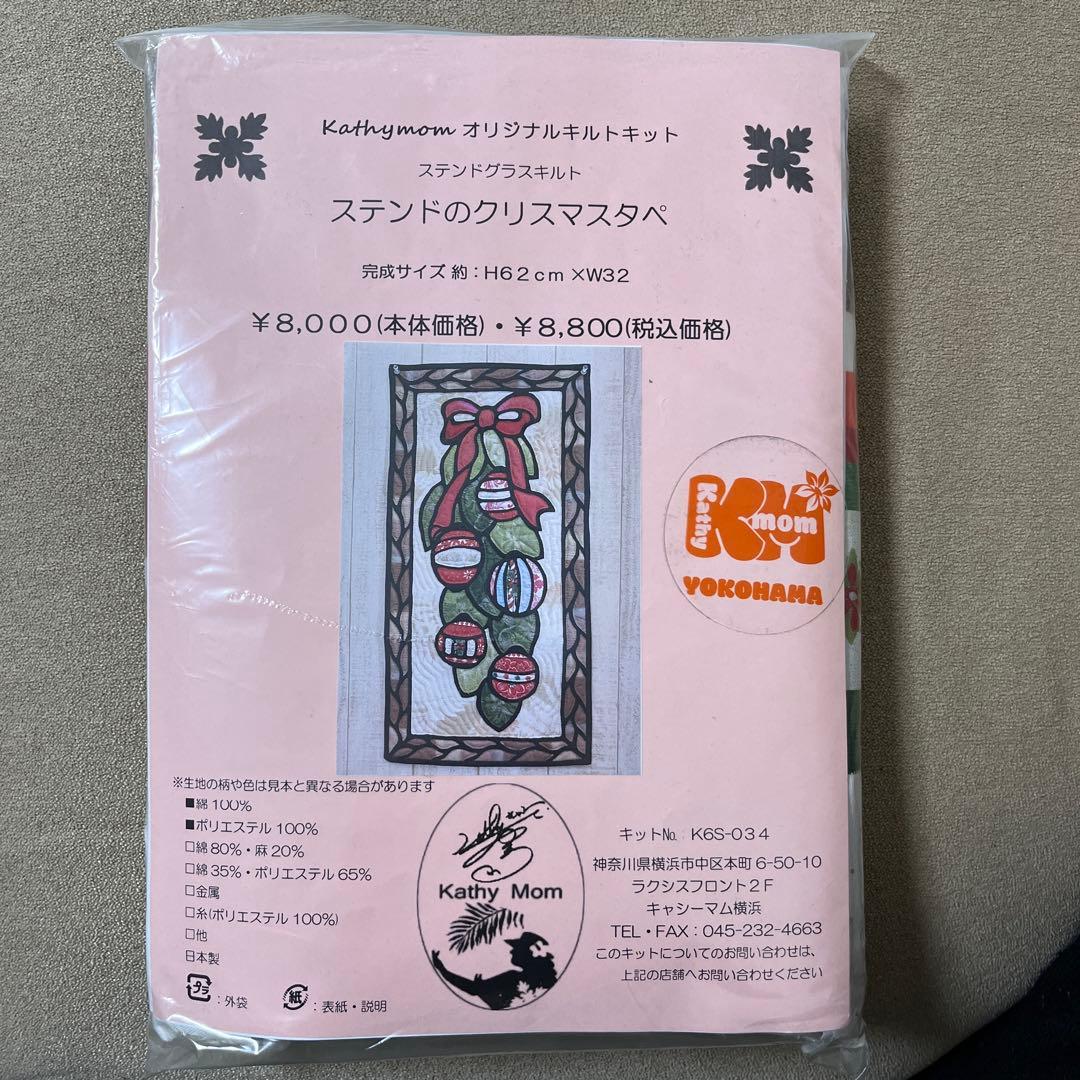 Kathymom オリジナルキルトキット
ステンドグラスキルト
ステンドのクリスマスタペ
完成サイズ 約：H62cm ×W32
￥8,000(本体価格)・￥8,800(税込価格)
Kathy
KM
mom
YOKOHAMA
※生地の柄や色は見本と異なる場合があります
■綿 100%
■ポリエステル 100%
□綿 80%・麻 20%
□綿 35%・ポリエステル 65%
□金属
□糸(ポリエステル 100%)
□他
日本製
プラ
：外袋
紙
：表紙・説明
Kathy Mom
キット№ K6S-034
神奈川県横浜市中区本町 6-50-10
ラクシスフロント２Ｆ
キャシーマム横浜
TEL・FAX：045-232-4663
このキットについてのお問い合わせは、
上記の店舗へお問い合わせください